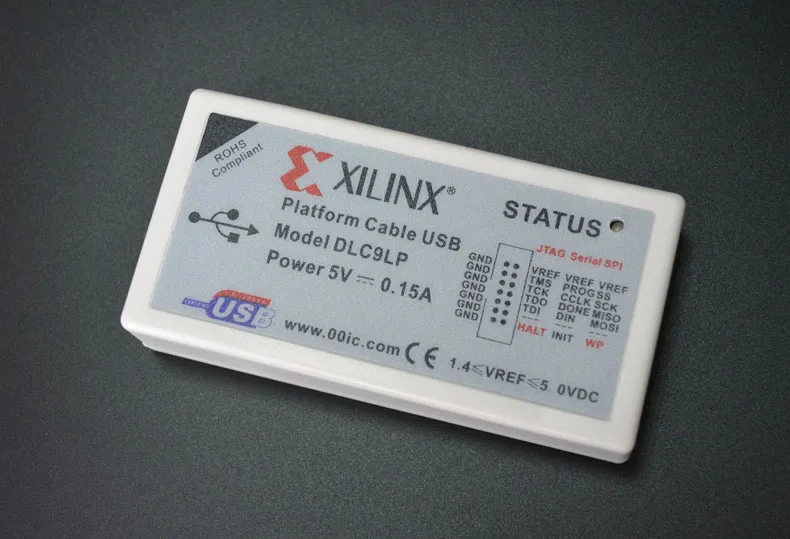 ROHS
Compliant
XILINX®
Platform Cable USB
Model DLC9LP
Power 5V ⎓ 0.15A
CERTIFIED
USB
www.00ic.com CE
STATUS
JTAG Serial SPI
GND
GND VREF VREF VREF
GND TMS PROG SS
GND TCK CCLK SCK
GND TDO DONE MISO
GND TDI DIN MOSI
GND --- --- ---
HALT INIT WP
1.4≤VREF≤5 0VDC